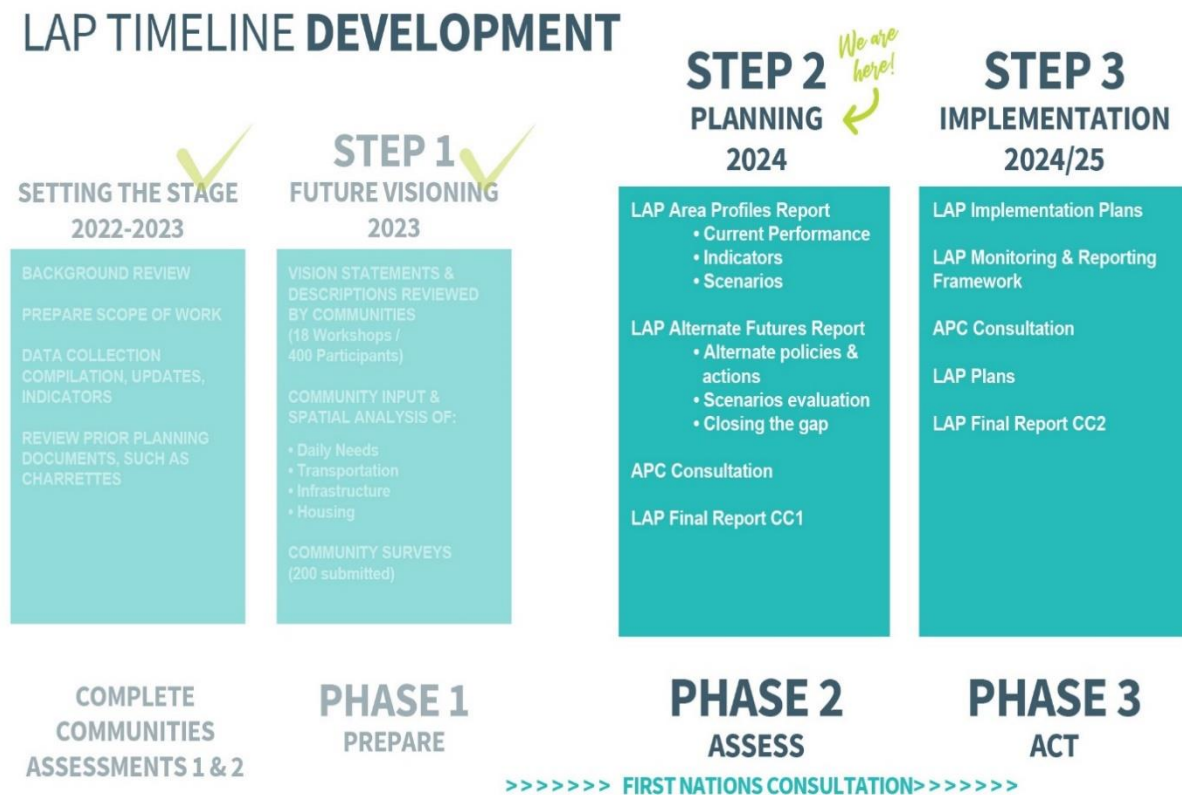 LAP TIMELINE DEVELOPMENT
SETTING THE STAGE
2022-2023
BACKGROUND REVIEW
PREPARE SCOPE OF WORK
DATA COLLECTION
COMPILATION, UPDATES,
INDICATORS
REVIEW PRIOR PLANNING
DOCUMENTS, SUCH AS
CHARRETTES
COMPLETE
COMMUNITIES
ASSESSMENTS 1 & 2
STEP 1
FUTURE VISIONING
2023
VISION STATEMENTS &
DESCRIPTIONS REVIEWED
BY COMMUNITIES
(18 Workshops /
400 Participants)
COMMUNITY INPUT &
SPATIAL ANALYSIS OF:
• Daily Needs
• Transportation
• Infrastructure
• Housing
COMMUNITY SURVEYS
(200 submitted)
PHASE 1
PREPARE
STEP 2
We are
here!
PLANNING
2024
LAP Area Profiles Report
• Current Performance
• Indicators
• Scenarios
LAP Alternate Futures Report
• Alternate policies &
actions
• Scenarios evaluation
• Closing the gap
APC Consultation
LAP Final Report CC1
PHASE 2
ASSESS
STEP 3
IMPLEMENTATION
2024/25
LAP Implementation Plans
LAP Monitoring & Reporting
Framework
APC Consultation
LAP Plans
LAP Final Report CC2
PHASE 3
ACT
>>>>>>> FIRST NATIONS CONSULTATION>>>>>>>